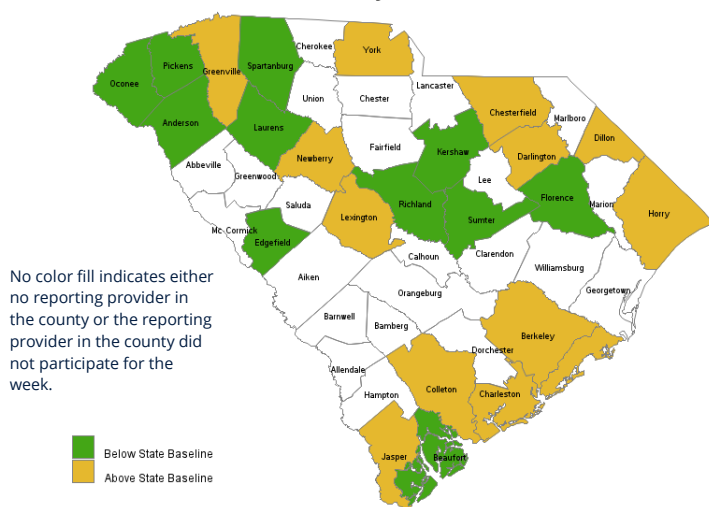 Cherokee
York
Pickens
Greenville
Spartanburg
Oconee
Lancaster
Union
Chester
Chesterfield
Marlboro
Anderson
Laurens
Dillon
Fairfield
Kershaw
Darlington
Newberry
Abbeville
Greenwood
Lee
Saluda
Florence
Marion
Richland
Horry
Lexington
Sumter
Mc Cormick
Edgefield
Calhoun
Clarendon
Aiken
Williamsburg
Orangeburg
Georgetown
Barnwell
Bamberg
Berkeley
Dorchester
Allendale
Colleton
Charleston
Hampton
Jasper
Beaufort
No color fill indicates either
no reporting provider in
the county or the reporting
provider in the county did
not participate for the
week.
Below State Baseline
Above State Baseline